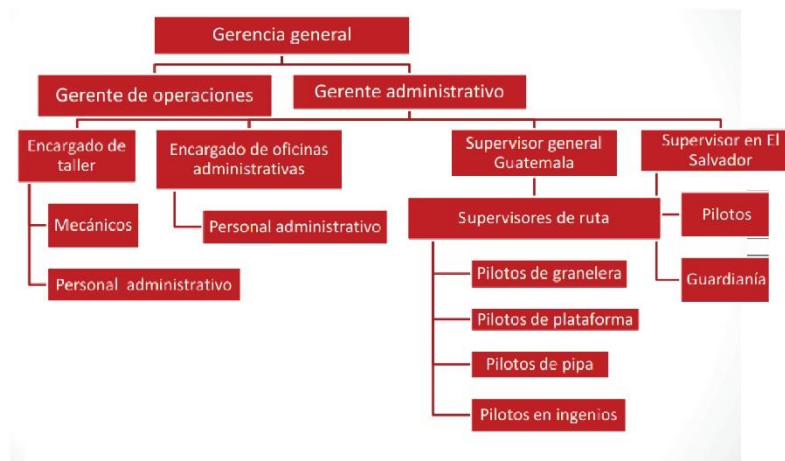 Gerencia general
Gerente de operaciones
Gerente administrativo
Encargado de
taller
Encargado de oficinas
administrativas
Supervisor general
Guatemala
Supervisor en El
Salvador
Mecánicos
Personal administrativo
Personal administrativo
Supervisores de ruta
Pilotos de granelera
Pilotos de plataforma
Pilotos de pipa
Pilotos en ingenios
Pilotos
Guardianía